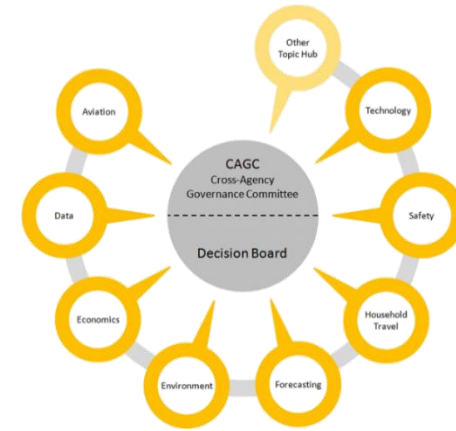 Other
Topic Hub
Aviation
Technology
CAGC
Cross-Agency
Governance Committee
Data
Safety
Decision Board
Economics
Household
Travel
Environment
Forecasting